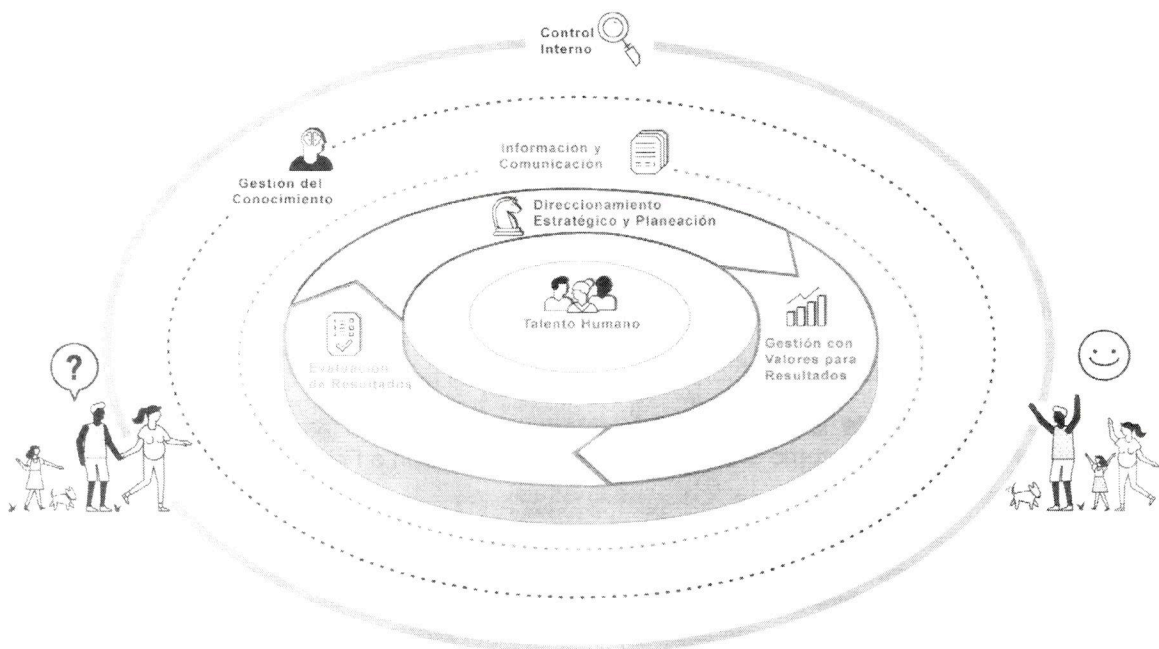 Control
Interno
Información y
Comunicación
Gestión del
Conocimiento
Direccionamiento
Estratégico y Planeación
Talento Humano
Gestión con
Valores para
Resultados
Evaluación
de Resultados
?